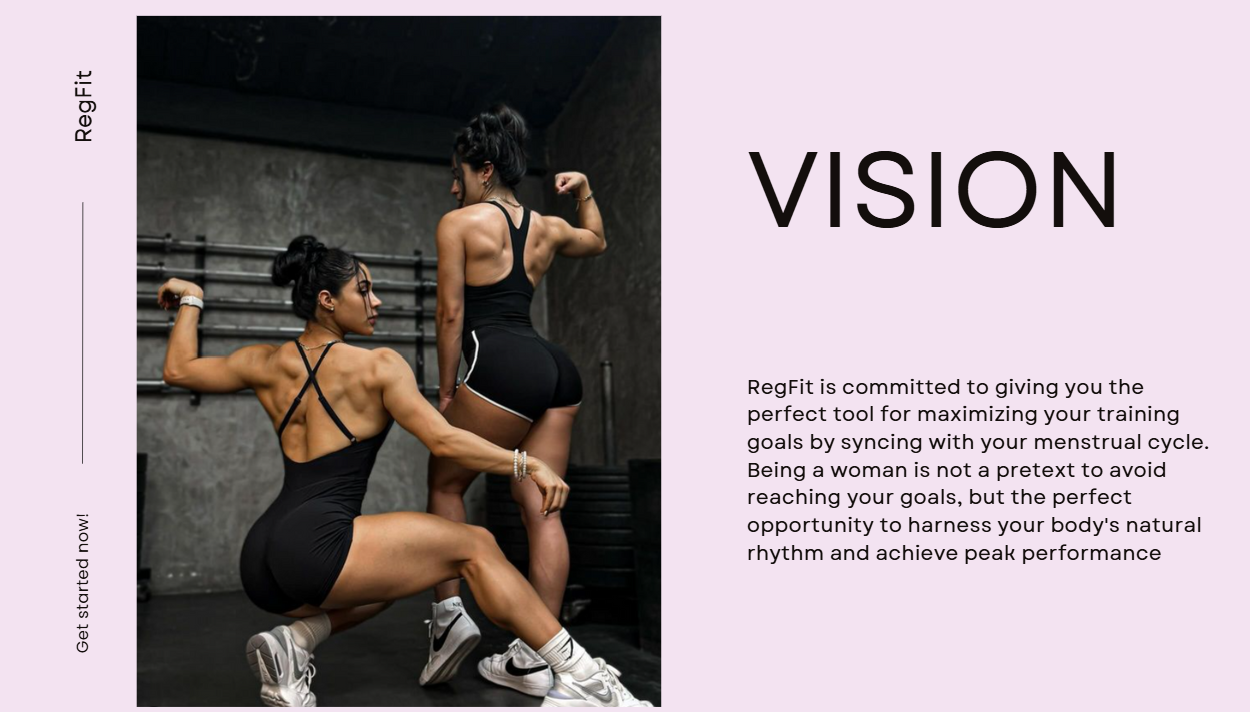 RegFit
Get started now!
VISION
RegFit is committed to giving you the
perfect tool for maximizing your training
goals by syncing with your menstrual cycle.
Being a woman is not a pretext to avoid
reaching your goals, but the perfect
opportunity to harness your body's natural
rhythm and achieve peak performance